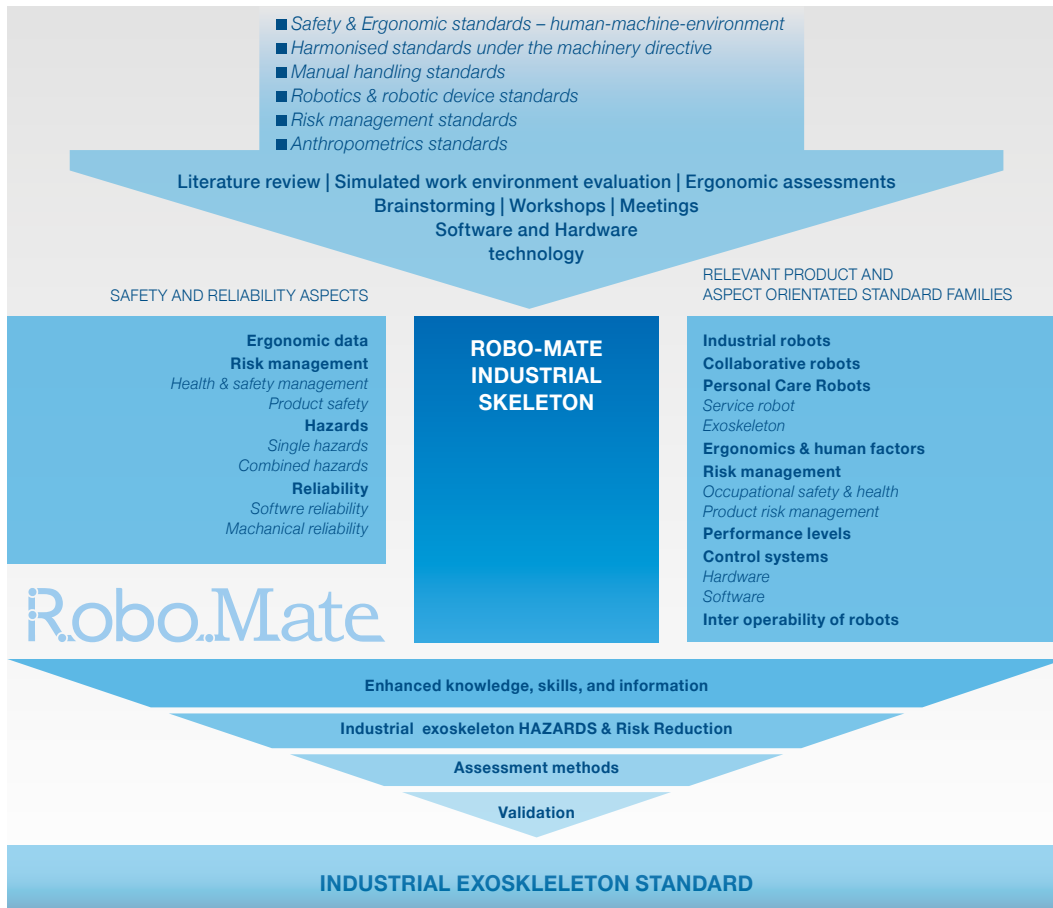 ■ Safety & Ergonomic standards – human-machine-environment
■ Harmonised standards under the machinery directive
■ Manual handling standards
■ Robotics & robotic device standards
■ Risk management standards
■ Anthropometrics standards
Literature review | Simulated work environment evaluation | Ergonomic assessments
Brainstorming | Workshops | Meetings
Software and Hardware
technology
SAFETY AND RELIABILITY ASPECTS
Ergonomic data
Risk management
Health & safety management
Product safety
Hazards
Single hazards
Combined hazards
Reliability
Softwre reliability
Machanical reliability
Robo.Mate
ROBO-MATE
INDUSTRIAL
SKELETON
RELEVANT PRODUCT AND
ASPECT ORIENTATED STANDARD FAMILIES
Industrial robots
Collaborative robots
Personal Care Robots
Service robot
Exoskeleton
Ergonomics & human factors
Risk management
Occupational safety & health
Product risk management
Performance levels
Control systems
Hardware
Software
Inter operability of robots
Enhanced knowledge, skills, and information
Industrial exoskeleton HAZARDS & Risk Reduction
Assessment methods
Validation
INDUSTRIAL EXOSKLELETON STANDARD